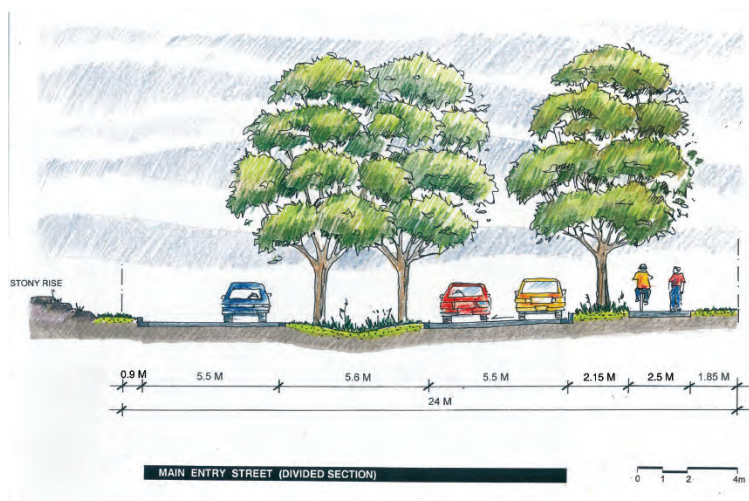 STONY RISE
0.9 M 5.5 M 5.6 M 5.5 M 2.15 M 2.5 M 1.85 M
24 M
MAIN ENTRY STREET (DIVIDED SECTION)
0 1 2 4m